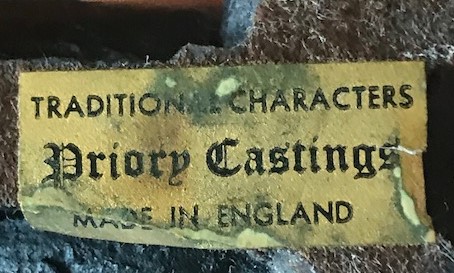 TRADITIONAL CHARACTERS
Priory Castings
MADE IN ENGLAND